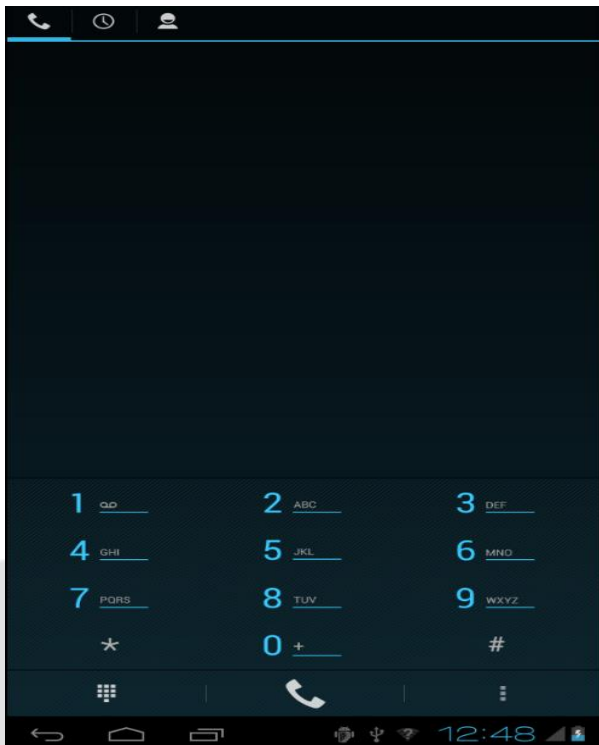 1 2 ABC 3 DEF
4 GHI 5 JKL 6 MNO
7 PQRS 8 TUV 9 WXYZ
* 0 + #
12:48